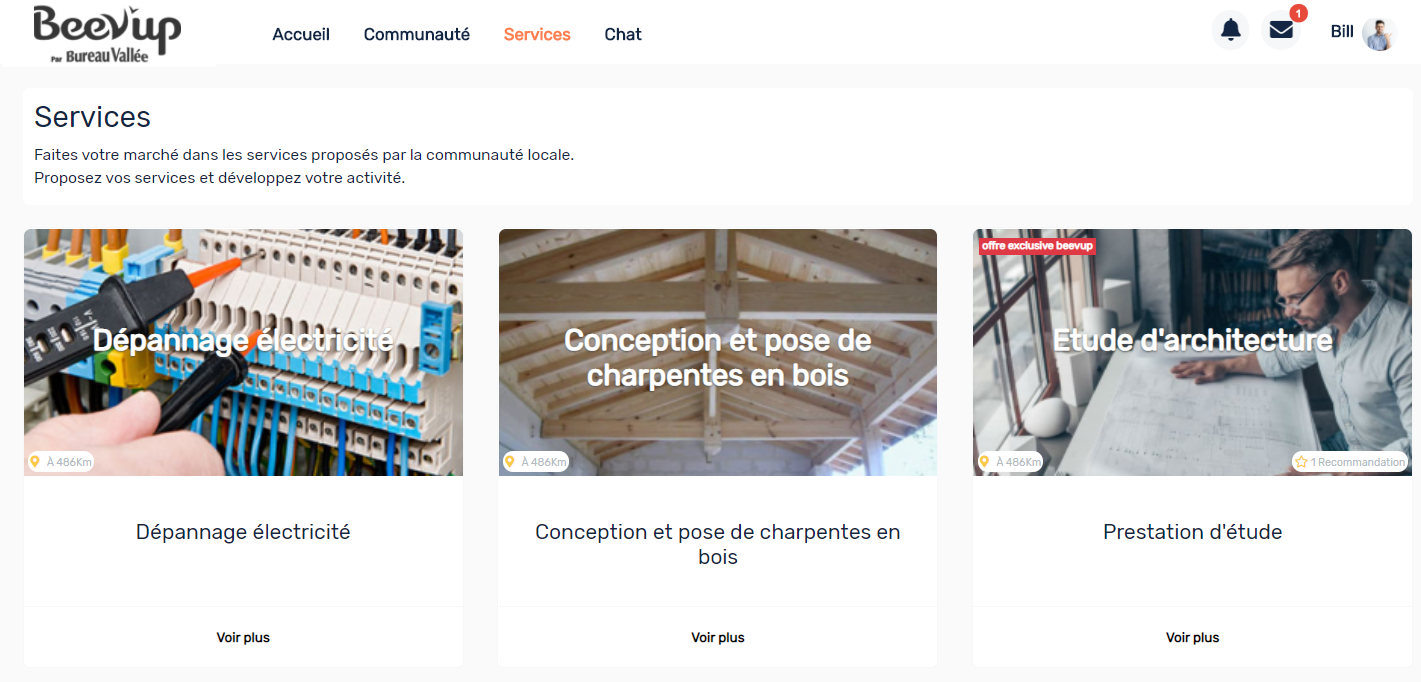 Beevup
Par Bureau Vallée
Accueil Communauté Services Chat
1
Bill
Services
Faites votre marché dans les services proposés par la communauté locale.
Proposez vos services et développez votre activité.
Dépannage électricité
À 486Km
Dépannage électricité
Voir plus
Conception et pose de
charpentes en bois
À 486Km
Conception et pose de charpentes en
bois
Voir plus
offre exclusive beevup
Etude d'architecture
À 486Km
1 Recommandation
Prestation d'étude
Voir plus